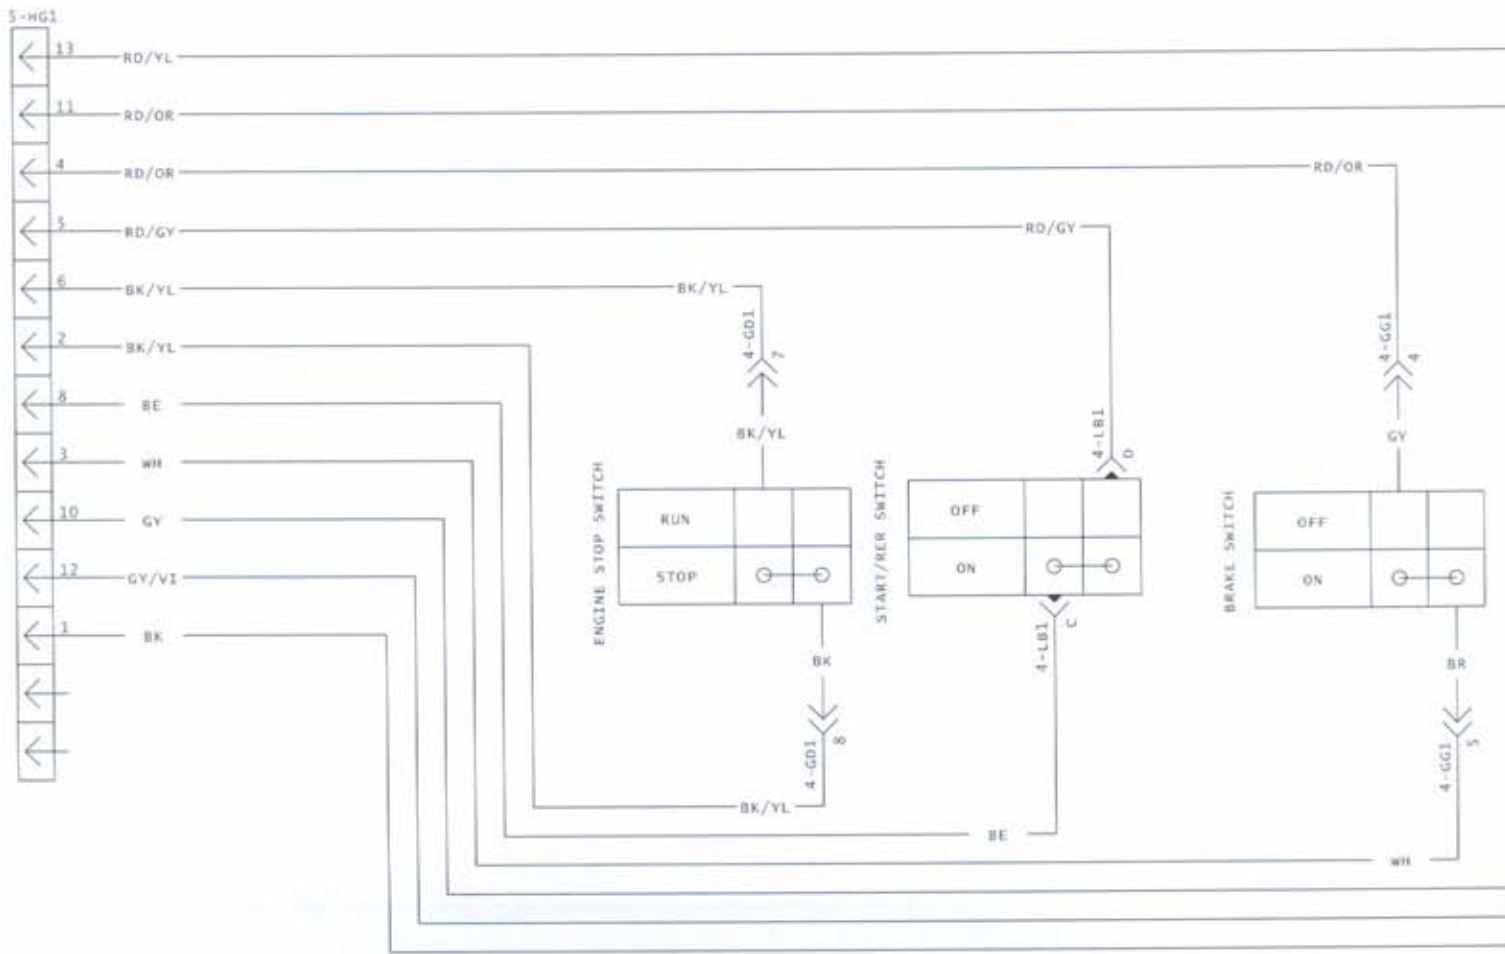 5-HG1
13 RD/YL
11 RD/OR
4 RD/OR RD/OR
5 RD/GY RD/GY
6 BK/YL BK/YL
2 BK/YL
8 BE
3 WH
10 GY
12 GY/VI
1 BK
4-GD1 7
BK/YL
ENGINE STOP SWITCH
RUN
STOP
BK
4-GD1 8
BK/YL
4-LB1 D
START/RER SWITCH
OFF
ON
4-LB1 C
BE
4-GG1 4
GY
BRAKE SWITCH
OFF
ON
BR
4-GG1 5
WH